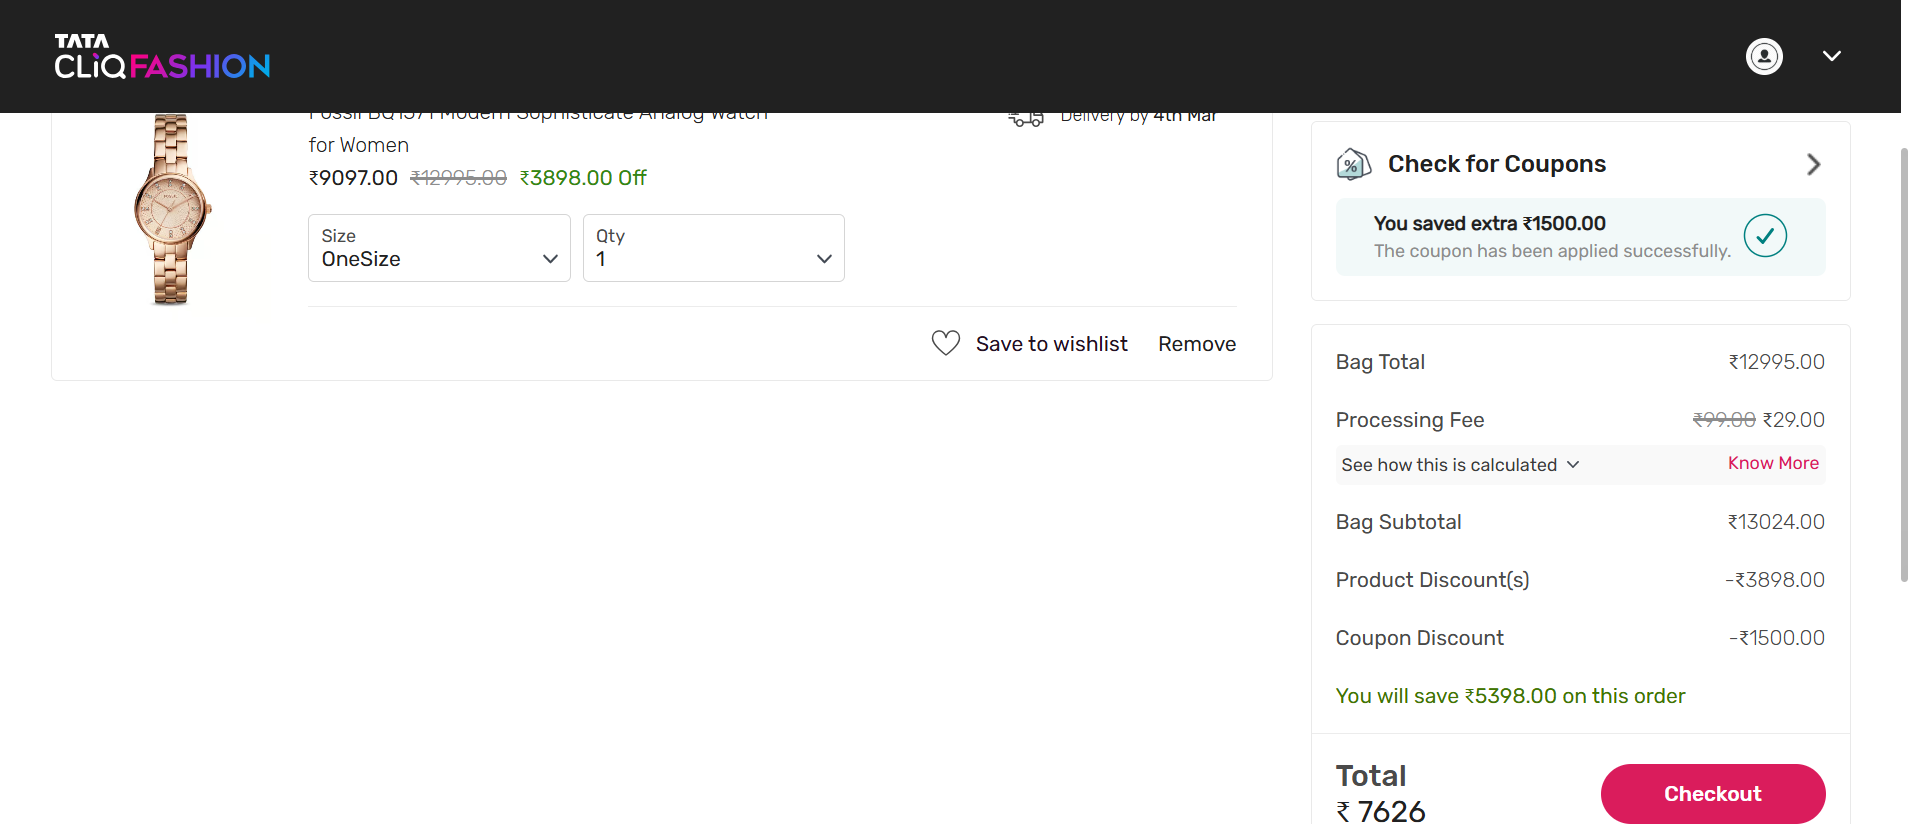 TATA
CLiQ FASHION
Fossil BQ1571 Modern Sophisticate Analog Watch
for Women
₹9097.00 ₹12995.00 ₹3898.00 Off
Size
OneSize
Qty
1
Delivery by 4th Mar
Save to wishlist Remove
Check for Coupons
You saved extra ₹1500.00
The coupon has been applied successfully.
Bag Total ₹12995.00
Processing Fee ₹99.00 ₹29.00
See how this is calculated Know More
Bag Subtotal ₹13024.00
Product Discount(s) -₹3898.00
Coupon Discount -₹1500.00
You will save ₹5398.00 on this order
Total
₹ 7626
Checkout